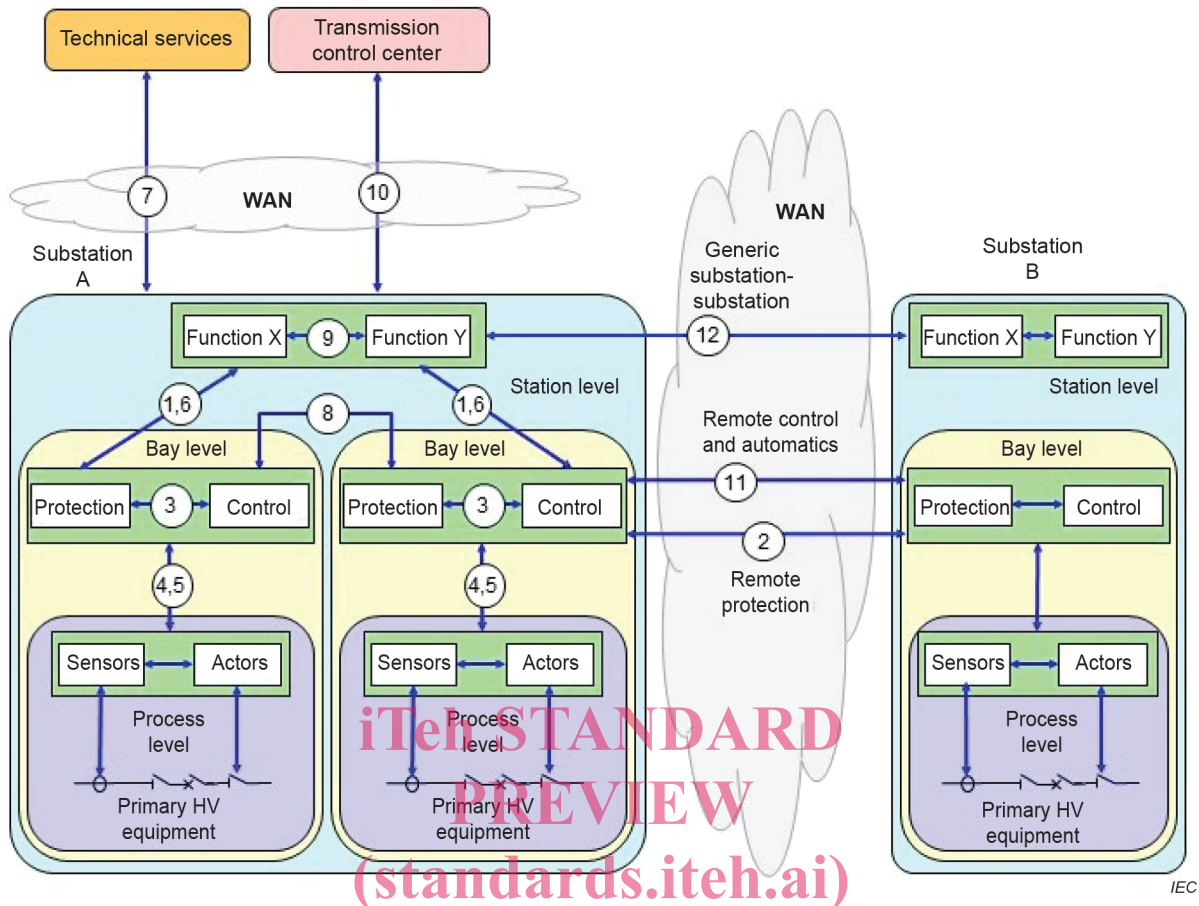 Technical services
Transmission
control center
7
WAN
10
WAN
Substation
A
Generic
substation-
substation
Substation
B
Function X
9
Function Y
12
Function X
Function Y
1,6
1,6
Station level
Station level
8
Remote control
and automatics
Bay level
Bay level
Bay level
11
Protection
3
Control
Protection
3
Control
Protection
Control
2
Remote
protection
4,5
4,5
Sensors
Actors
Sensors
Actors
Sensors
Actors
Process
level
Process
level
Process
level
Primary HV
equipment
Primary HV
equipment
Primary HV
equipment
iTeh STANDARD
PREVIEW
(standards.iteh.ai)
IEC